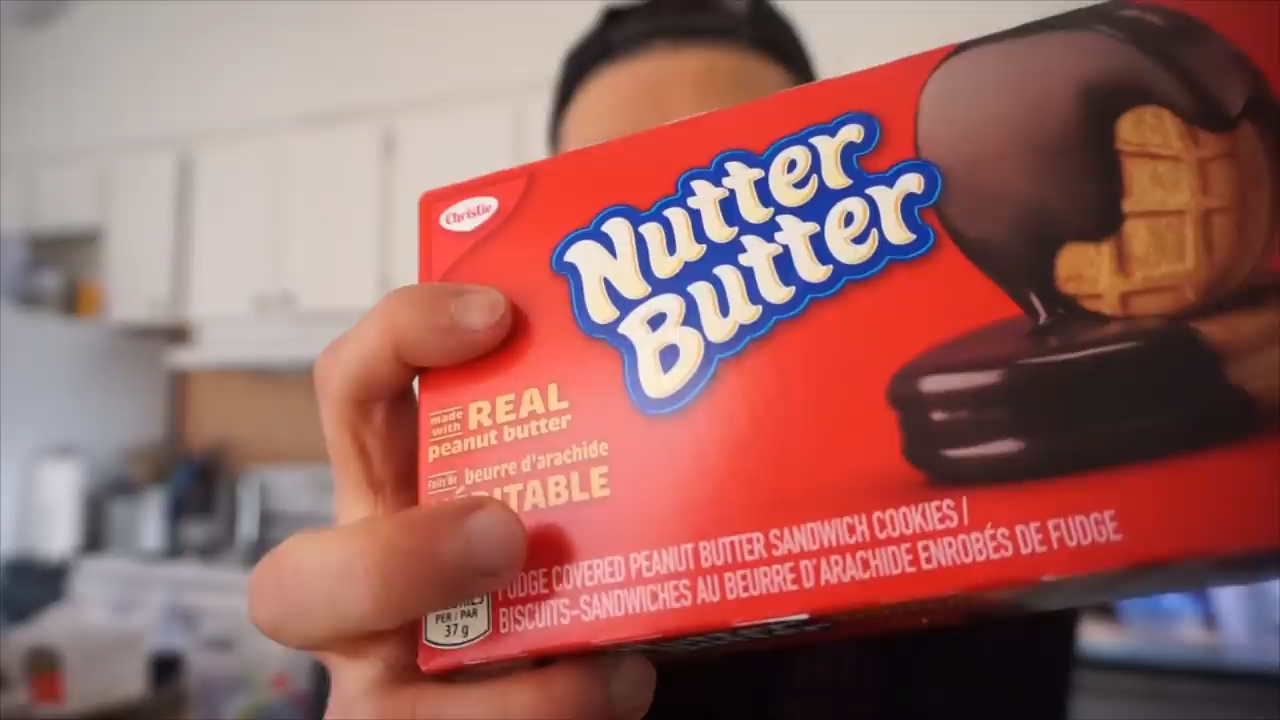 Christie
Nutter
Butter
made
with REAL
peanut butter
beurre d'arachide
FUDGE COVERED PEANUT BUTTER SANDWICH COOKIES /
BISCUITS-SANDWICHES AU BEURRE D'ARACHIDE ENROBÉS DE FUDGE
PER / PAR
37 g